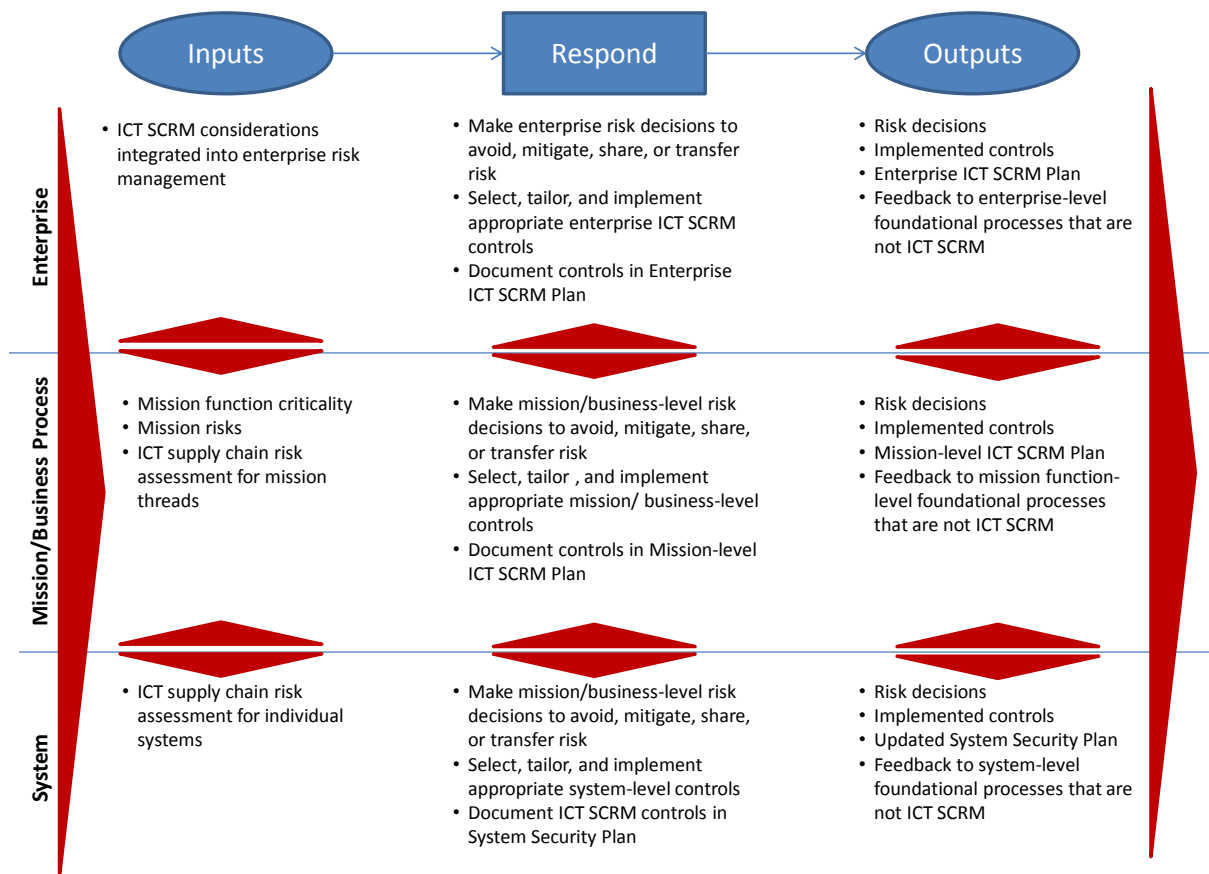 Inputs
Respond
Outputs
Enterprise
• ICT SCRM considerations
integrated into enterprise risk
management
• Make enterprise risk decisions to
avoid, mitigate, share, or transfer
risk
• Select, tailor, and implement
appropriate enterprise ICT SCRM
controls
• Document controls in Enterprise
ICT SCRM Plan
• Risk decisions
• Implemented controls
• Enterprise ICT SCRM Plan
• Feedback to enterprise-level
foundational processes that are
not ICT SCRM
Mission/Business Process
• Mission function criticality
• Mission risks
• ICT supply chain risk
assessment for mission
threads
• Make mission/business-level risk
decisions to avoid, mitigate, share,
or transfer risk
• Select, tailor , and implement
appropriate mission/ business-level
controls
• Document controls in Mission-level
ICT SCRM Plan
• Risk decisions
• Implemented controls
• Mission-level ICT SCRM Plan
• Feedback to mission function-
level foundational processes
that are not ICT SCRM
System
• ICT supply chain risk
assessment for individual
systems
• Make mission/business-level risk
decisions to avoid, mitigate, share,
or transfer risk
• Select, tailor, and implement
appropriate system-level controls
• Document ICT SCRM controls in
System Security Plan
• Risk decisions
• Implemented controls
• Updated System Security Plan
• Feedback to system-level
foundational processes that are
not ICT SCRM